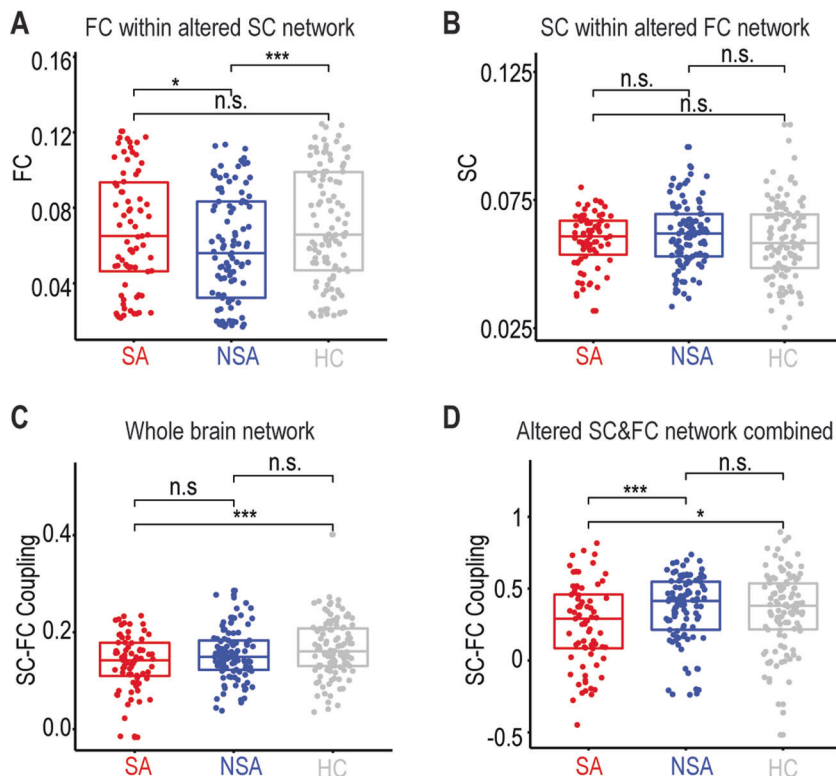 A
FC within altered SC network
0.16
***
*
n.s.
0.12
FC
0.08
0.04
SA
NSA
HC
B
SC within altered FC network
0.125
n.s.
n.s.
n.s.
SC
0.075
0.025
SA
NSA
HC
C
Whole brain network
n.s.
n.s
***
0.4
SC-FC Coupling
0.2
0.0
SA
NSA
HC
D
Altered SC&FC network combined
n.s.
***
*
1
SC-FC Coupling
0.5
0
-0.5
SA
NSA
HC